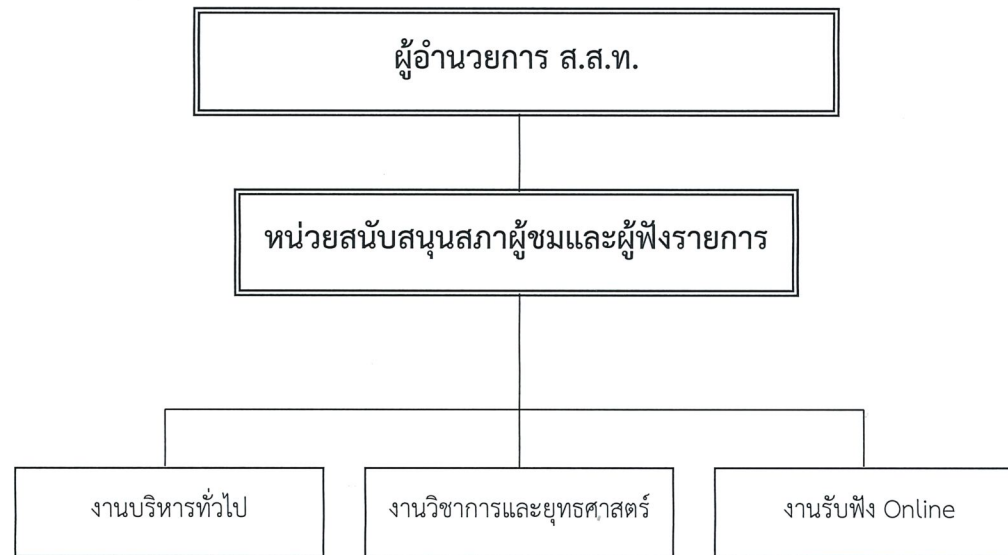 ผู้อำนวยการ ส.ส.ท.
หน่วยสนับสนุนสภาผู้ชมและผู้ฟังรายการ
งานบริหารทั่วไป
งานวิชาการและยุทธศาสตร์
งานรับฟัง Online